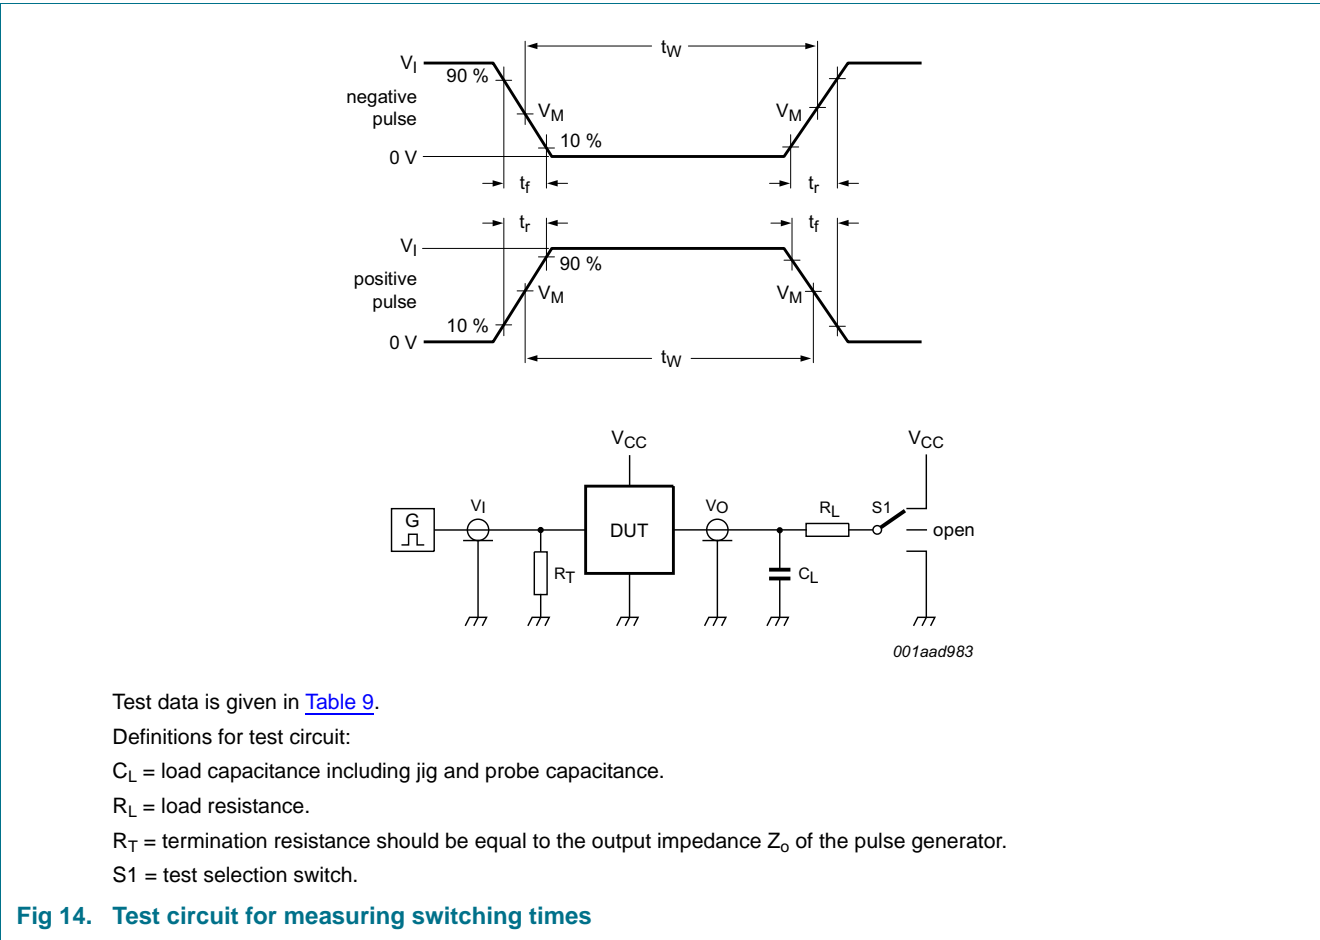 tW
VI
90 %
negative
pulse
VM
VM
10 %
0 V
tf
tr
tr
tf
VI
90 %
positive
pulse
VM
VM
10 %
0 V
tW
VCC
VCC
G
VI
DUT
VO
RL
S1
open
RT
CL
001aad983
Test data is given in Table 9.
Definitions for test circuit:
CL = load capacitance including jig and probe capacitance.
RL = load resistance.
RT = termination resistance should be equal to the output impedance Zo of the pulse generator.
S1 = test selection switch.
Fig 14. Test circuit for measuring switching times